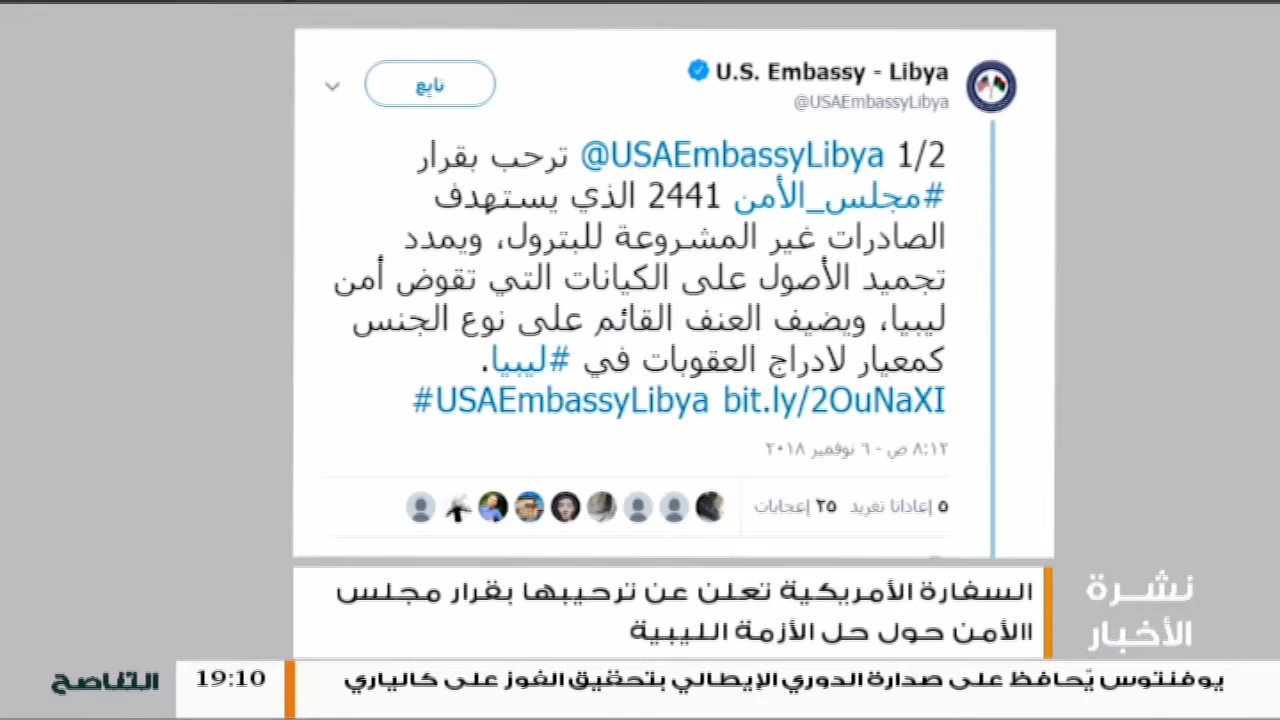 U.S. Embassy - Libya
@USAEmbassyLibya
تابع
1/2 @USAEmbassyLibya ترحب بقرار
#مجلس_الأمن 2441 الذي يستهدف
الصادرات غير المشروعة للبترول، ويمدد
تجميد الأصول على الكيانات التي تقوض أمن
ليبيا، ويضيف العنف القائم على نوع الجنس
كمعيار لادراج العقوبات في #ليبيا.
#USAEmbassyLibya bit.ly/2OuNaXI
٨:١٢ ص - ٦ نوفمبر ٢٠١٨
٥ إعاداتا تغريد ٢٥ إعجابات
السفارة الأمريكية تعلن عن ترحيبها بقرار مجلس
االأمن حول حل الأزمة الليبية
نشرة
الأخبار
يوفنتوس يُحافظ على صدارة الدوري الإيطالي بتحقيق الفوز على كالياري
19:10
التناصح